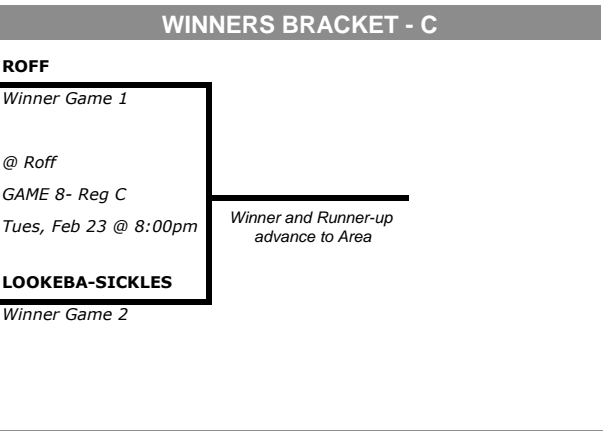 WINNERS BRACKET - C
ROFF
Winner Game 1
@ Roff
GAME 8- Reg C
Tues, Feb 23 @ 8:00pm
Winner and Runner-up
advance to Area
LOOKEBA-SICKLES
Winner Game 2